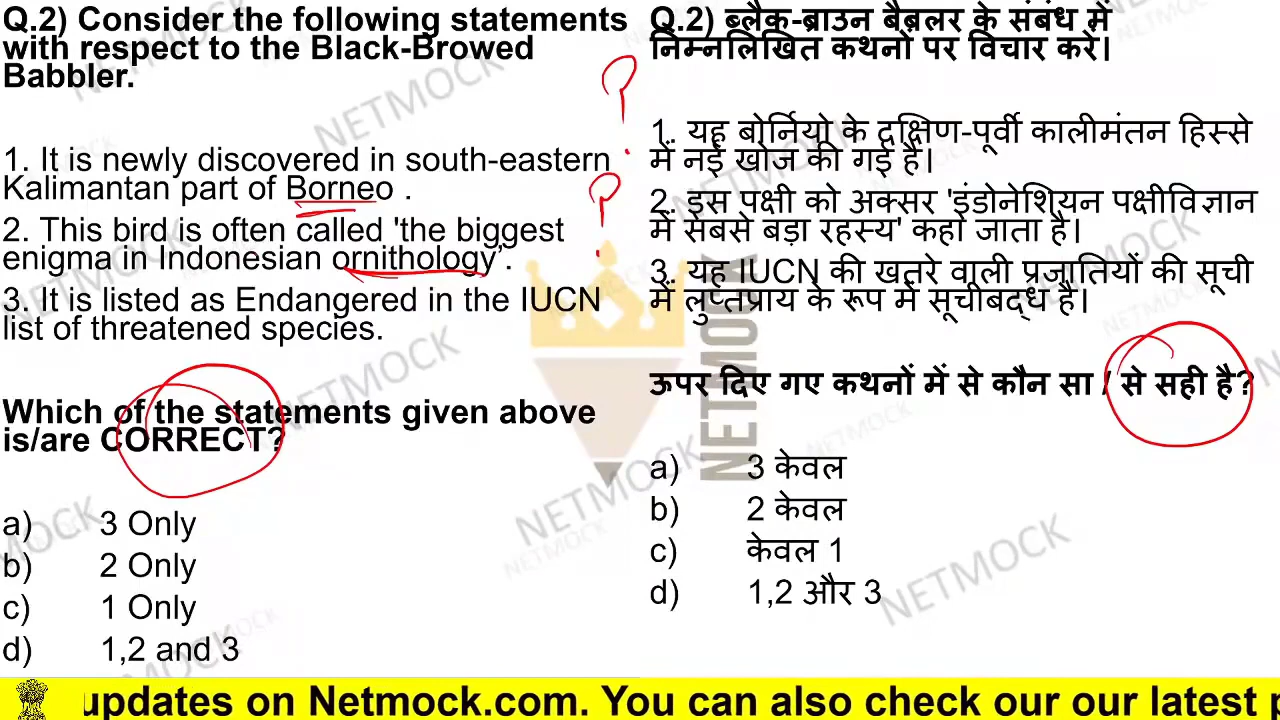 Q.2) Consider the following statements
with respect to the Black-Browed
Babbler.
1. It is newly discovered in south-eastern
Kalimantan part of Borneo .
2. This bird is often called 'the biggest
enigma in Indonesian ornithology'.
3. It is listed as Endangered in the IUCN
list of threatened species.
Which of the statements given above
is/are CORRECT?
a) 3 Only
b) 2 Only
c) 1 Only
d) 1,2 and 3
Q.2) ब्लैक-ब्राउन बैबलर के संबंध में
निम्नलिखित कथनों पर विचार करें।
1. यह बोर्नियो के दक्षिण-पूर्वी कालीमंतन हिस्से
में नई खोज की गई है।
2. इस पक्षी को अक्सर 'इंडोनेशियन पक्षीविज्ञान
में सबसे बड़ा रहस्य' कहा जाता है।
3. यह IUCN की खतरे वाली प्रजातियों की सूची
में लुप्तप्राय के रूप में सूचीबद्ध है।
ऊपर दिए गए कथनों में से कौन सा / से सही है?
a) 3 केवल
b) 2 केवल
c) केवल 1
d) 1,2 और 3
NETMOCK
updates on Netmock.com. You can also check our our latest p